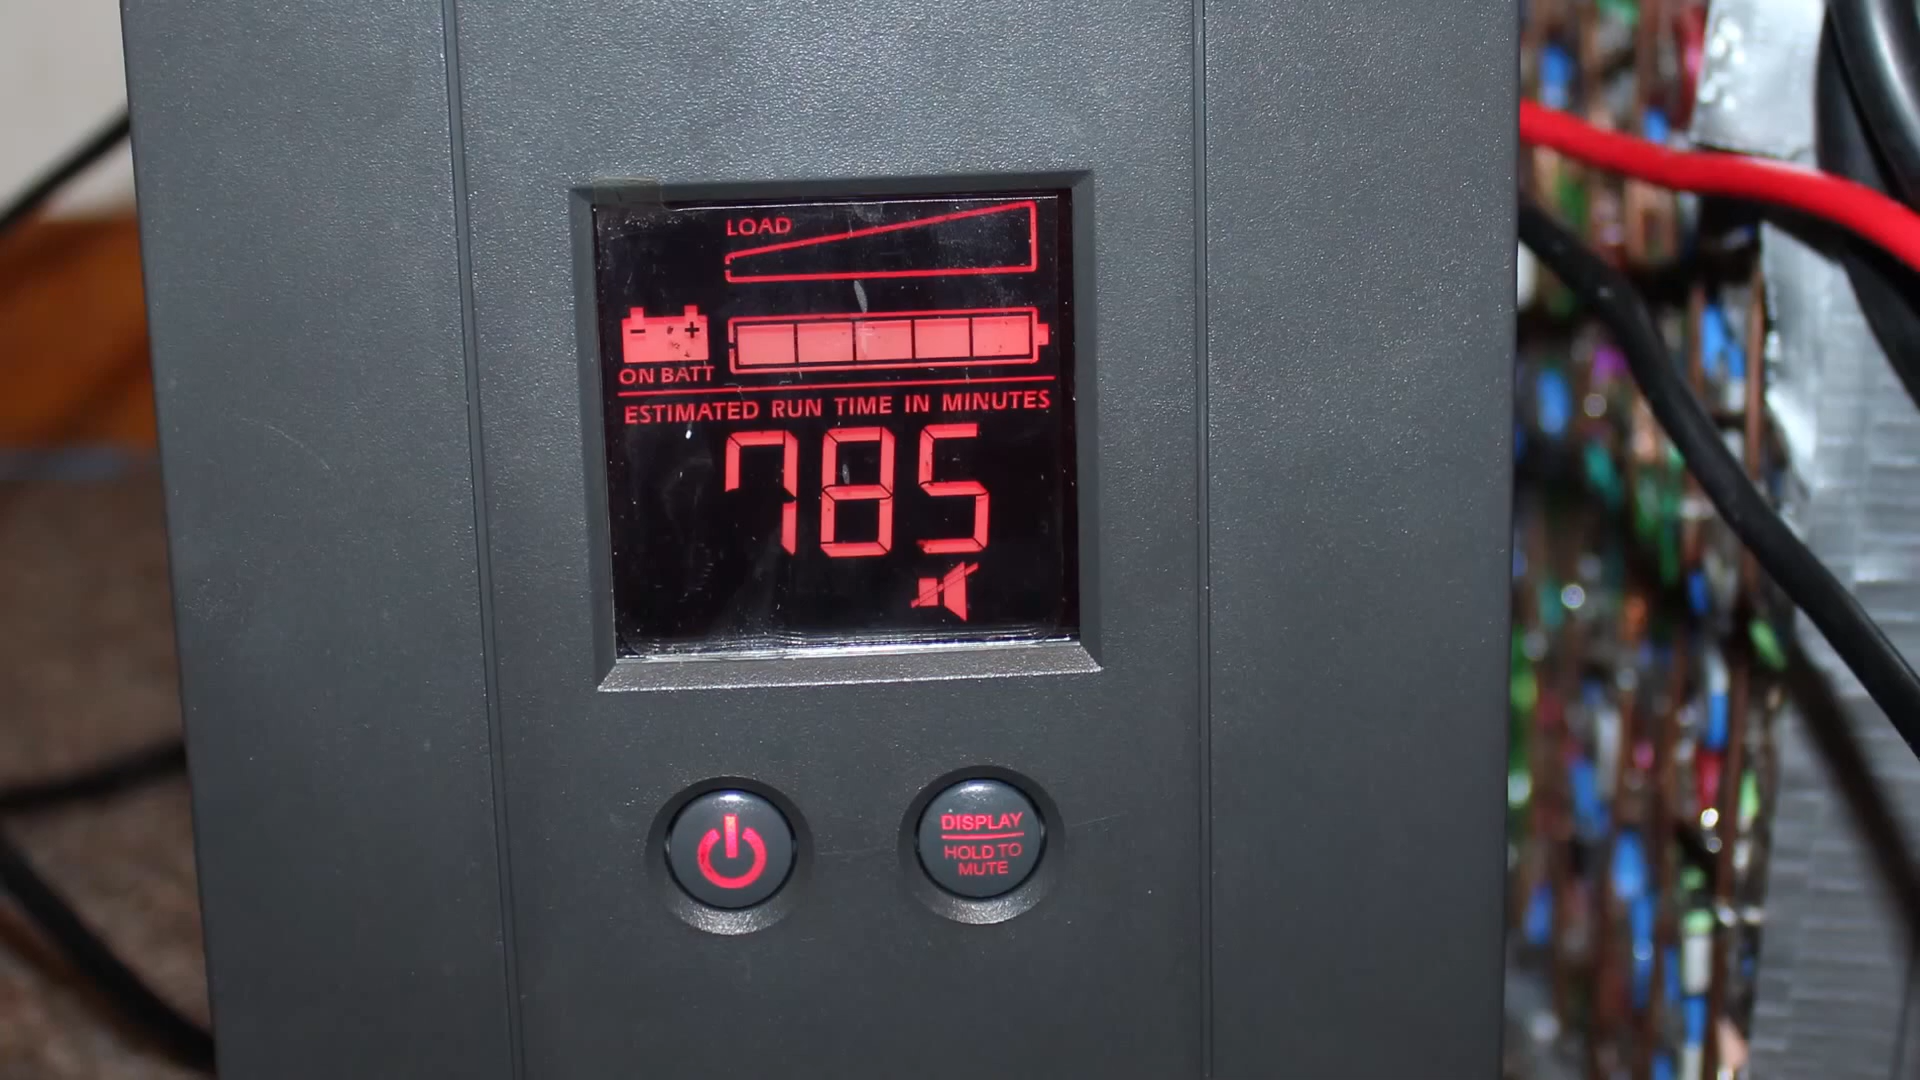 LOAD
ON BATT
ESTIMATED RUN TIME IN MINUTES
785
DISPLAY
HOLD TO
MUTE